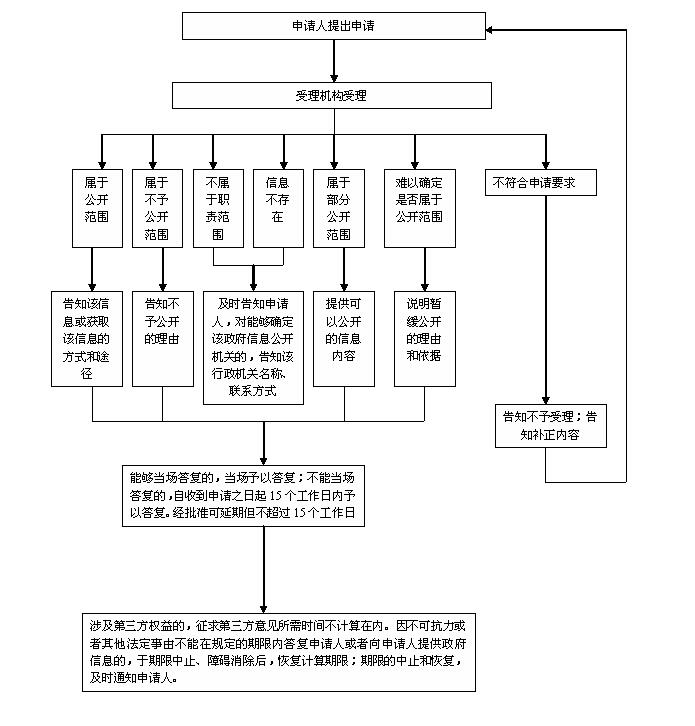 申请人提出申请
受理机构受理
属于
公开
范围
属于
不予
公开
范围
不属
于职
责范
围
信息
不存
在
属于
部分
公开
范围
难以确定
是否属于
公开范围
不符合申请要求
告知该信
息或获取
该信息的
方式和途
径
告知不
予公开
的理由
及时告知申请
人，对能够确定
该政府信息公开
机关的，告知该
行政机关名称、
联系方式
提供可
以公开
的信息
内容
说明暂
缓公开
的理由
和依据
告知不予受理；告
知补正内容
能够当场答复的，当场予以答复；不能当场
答复的，自收到申请之日起 15 个工作日内予
以答复。经批准可延期但不超过 15 个工作日
涉及第三方权益的，征求第三方意见所需时间不计算在内。因不可抗力或
者其他法定事由不能在规定的期限内答复申请人或者向申请人提供政府
信息的，于期限中止、障碍消除后，恢复计算期限；期限的中止和恢复，
及时通知申请人。